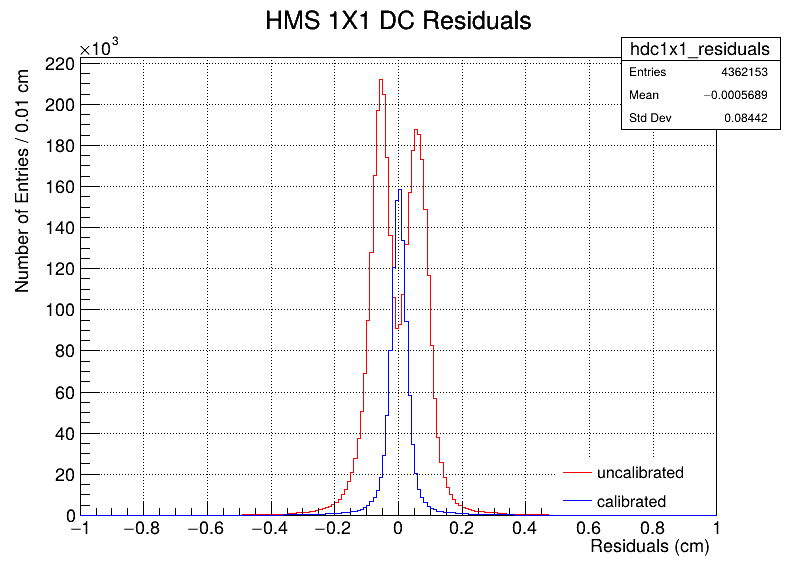 HMS 1X1 DC Residuals
×10³
hdc1x1_residuals
Entries 4362153
Mean −0.0005689
Std Dev 0.08442
Number of Entries / 0.01 cm
220
200
180
160
140
120
100
80
60
40
20
0
uncalibrated
calibrated
−1 −0.8 −0.6 −0.4 −0.2 0 0.2 0.4 0.6 0.8 1
Residuals (cm)